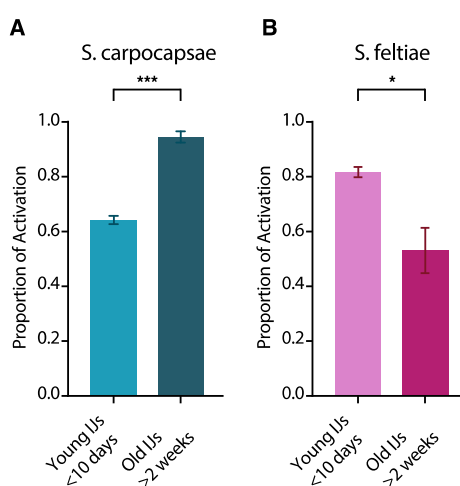 A
S. carpocapsae
***
Proportion of Activation
1.0
0.8
0.6
0.4
0.2
0.0
Young IJs
<10 days
Old IJs
>2 weeks
B
S. feltiae
*
Proportion of Activation
1.0
0.8
0.6
0.4
0.2
0.0
Young IJs
<10 days
Old IJs
>2 weeks